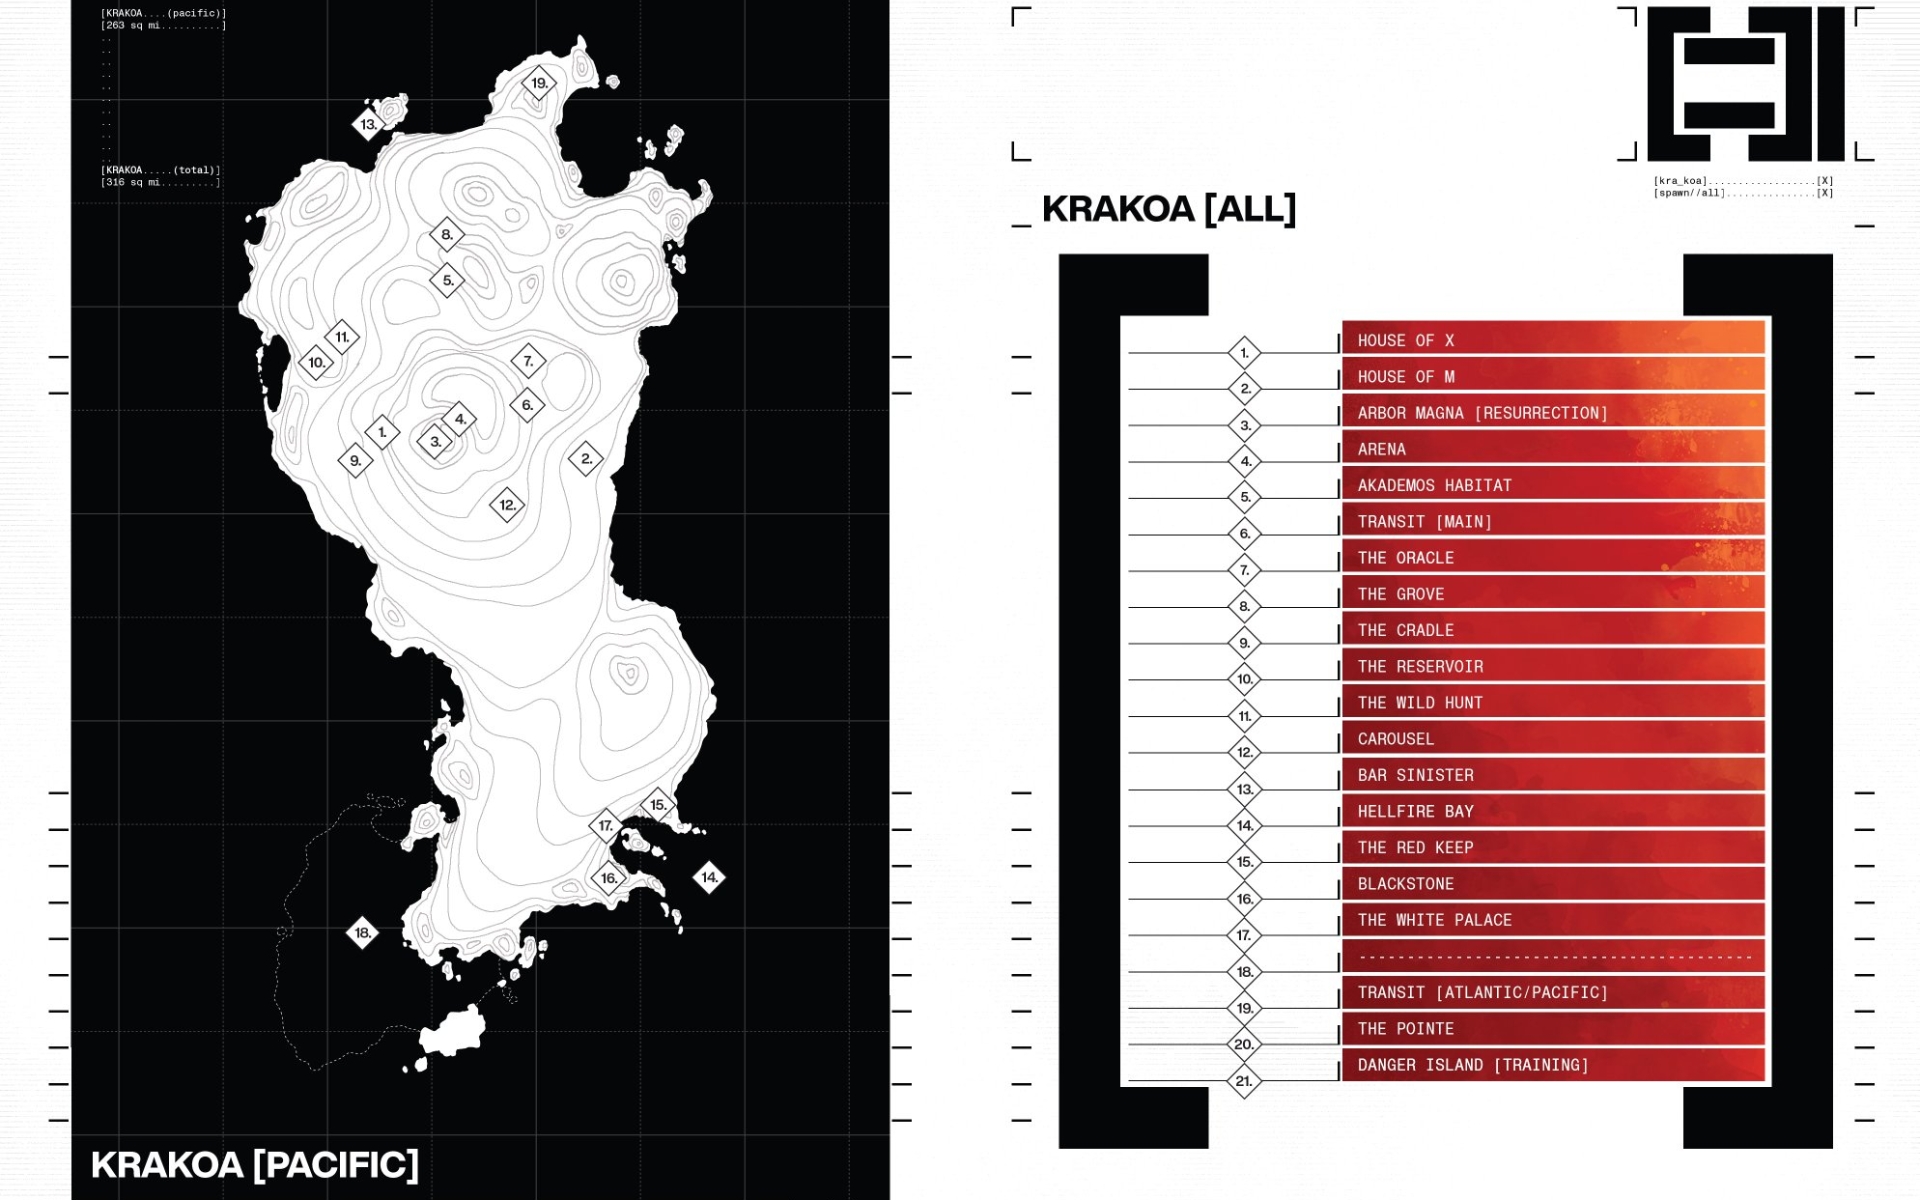 [KRAKOA....(pacific)]
[263 sq mi..........]
[KRAKOA.....(total)]
[316 sq mi.........]
19.
13.
8.
5.
11.
10.
7.
6.
4.
1.
3.
9.
2.
12.
15.
17.
16.
14.
18.
KRAKOA [PACIFIC]
[kra_koa]..................[X]
[spawn//all]...............[X]
KRAKOA [ALL]
1. HOUSE OF X
2. HOUSE OF M
3. ARBOR MAGNA [RESURRECTION]
4. ARENA
5. AKADEMOS HABITAT
6. TRANSIT [MAIN]
7. THE ORACLE
8. THE GROVE
9. THE CRADLE
10. THE RESERVOIR
11. THE WILD HUNT
12. CAROUSEL
13. BAR SINISTER
14. HELLFIRE BAY
15. THE RED KEEP
16. BLACKSTONE
17. THE WHITE PALACE
18. -----------------------------------------
19. TRANSIT [ATLANTIC/PACIFIC]
20. THE POINTE
21. DANGER ISLAND [TRAINING]